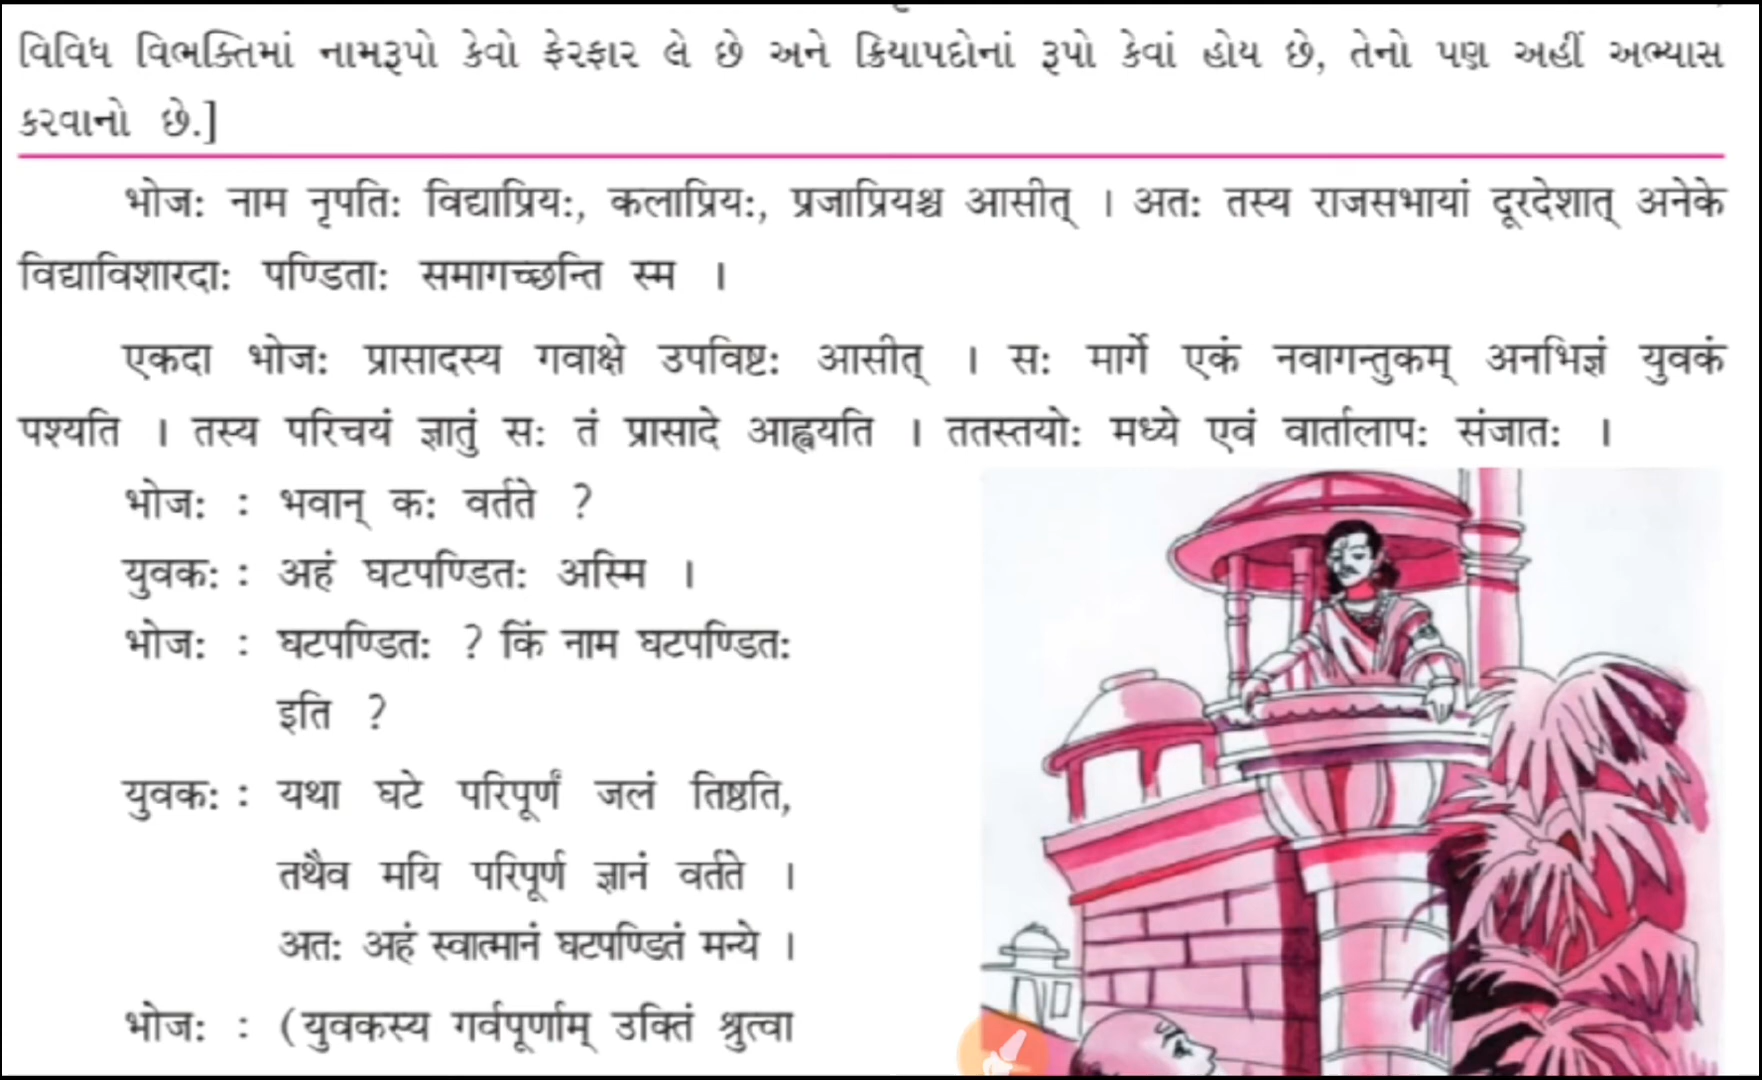 વિવિધ વિભક્તિમાં નામરૂપો કેવો ફેરફાર લે છે અને ક્રિયાપદોનાં રૂપો કેવાં હોય છે, તેનો પણ અહીં અભ્યાસ
કરવાનો છે.]
भोजः नाम नृपतिः विद्याप्रियः, कलाप्रियः, प्रजाप्रियश्च आसीत् । अतः तस्य राजसभायां दूरदेशात् अनेके
विद्याविशारदाः पण्डिताः समागच्छन्ति स्म ।
एकदा भोजः प्रासादस्य गवाक्षे उपविष्टः आसीत् । सः मार्गे एकं नवागन्तुकम् अनभिज्ञं युवकं
पश्यति । तस्य परिचयं ज्ञातुं सः तं प्रासादे आह्वयति । ततस्तयोः मध्ये एवं वार्तालापः संजातः ।
भोजः : भवान् कः वर्तते ?
युवकः : अहं घटपण्डितः अस्मि ।
भोजः : घटपण्डितः ? किं नाम घटपण्डितः
इति ?
युवकः : यथा घटे परिपूर्णं जलं तिष्ठति,
तथैव मयि परिपूर्ण ज्ञानं वर्तते ।
अतः अहं स्वात्मानं घटपण्डितं मन्ये ।
भोजः : (युवकस्य गर्वपूर्णाम् उक्तिं श्रुत्वा